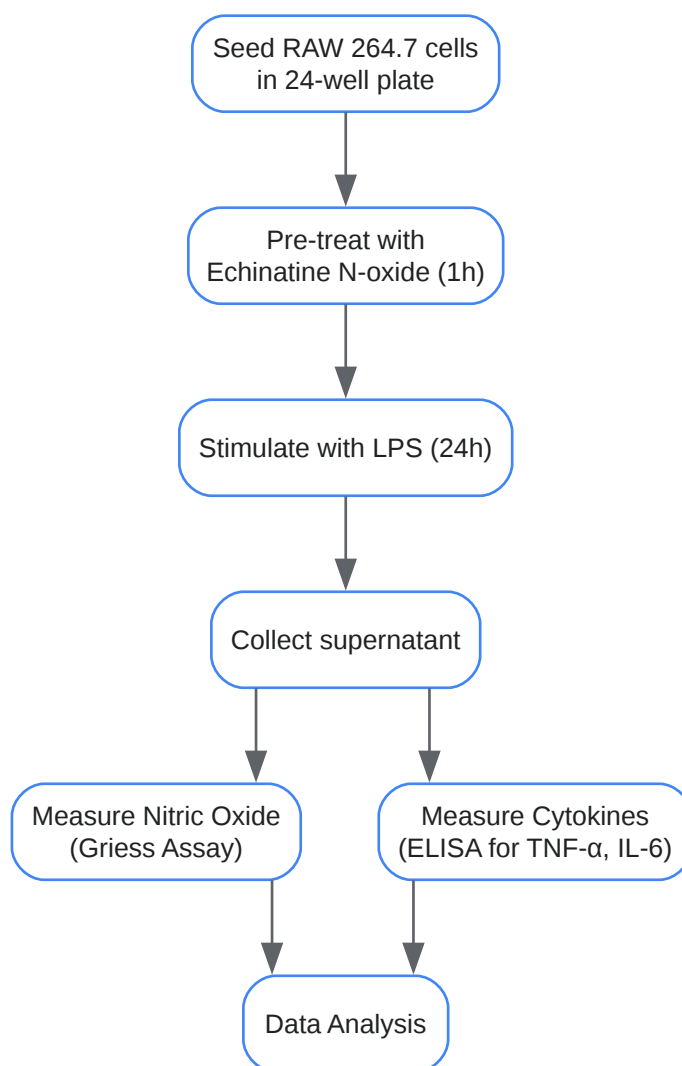 Seed RAW 264.7 cells
in 24-well plate
Pre-treat with
Echinatine N-oxide (1h)
Stimulate with LPS (24h)
Collect supernatant
Measure Nitric Oxide
(Griess Assay)
Measure Cytokines
(ELISA for TNF-α, IL-6)
Data Analysis